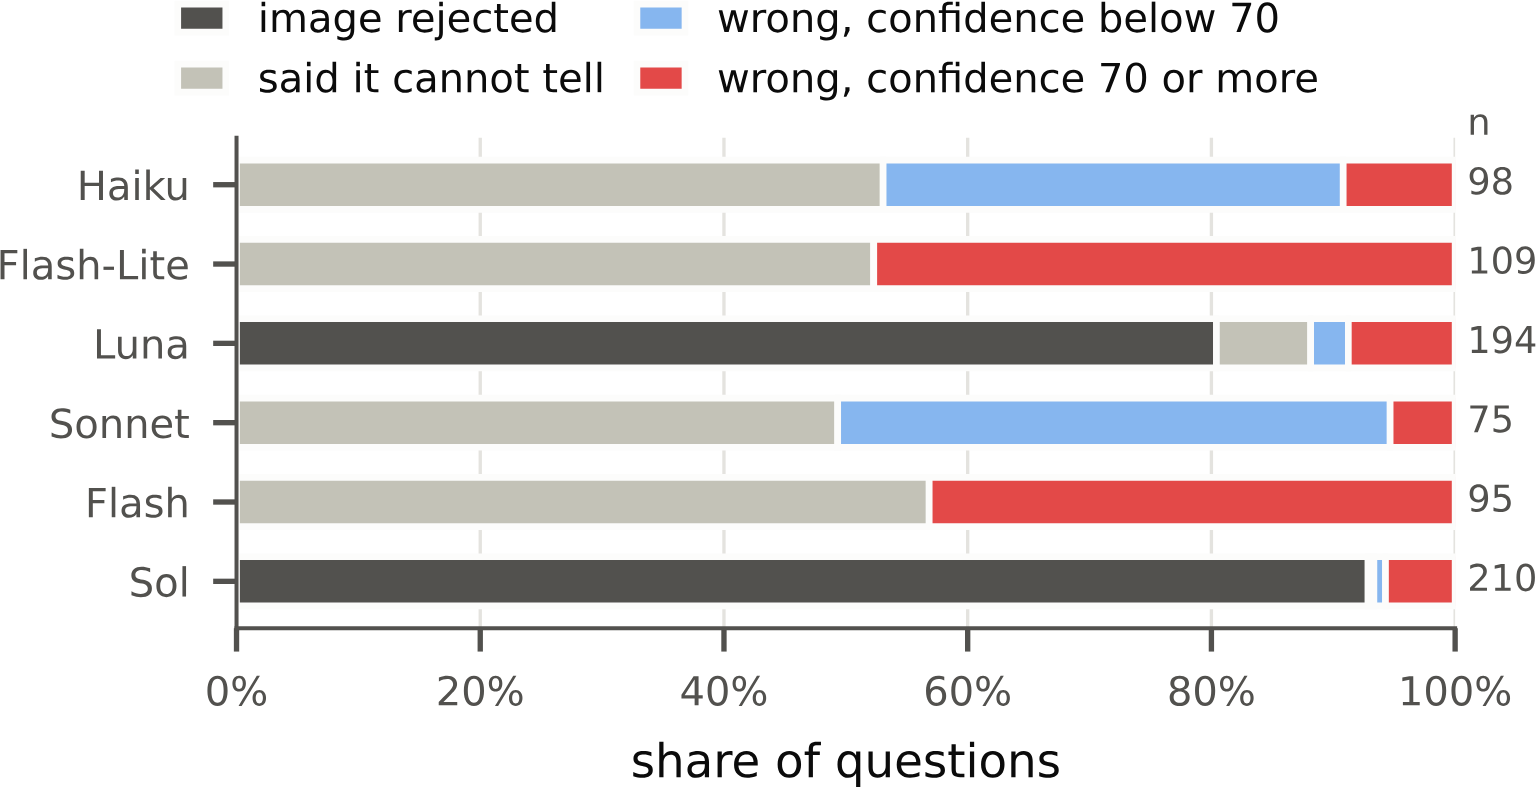 image rejected
wrong, confidence below 70
said it cannot tell
wrong, confidence 70 or more
n
Haiku 98
Flash-Lite 109
Luna 194
Sonnet 75
Flash 95
Sol 210
0% 20% 40% 60% 80% 100%
share of questions